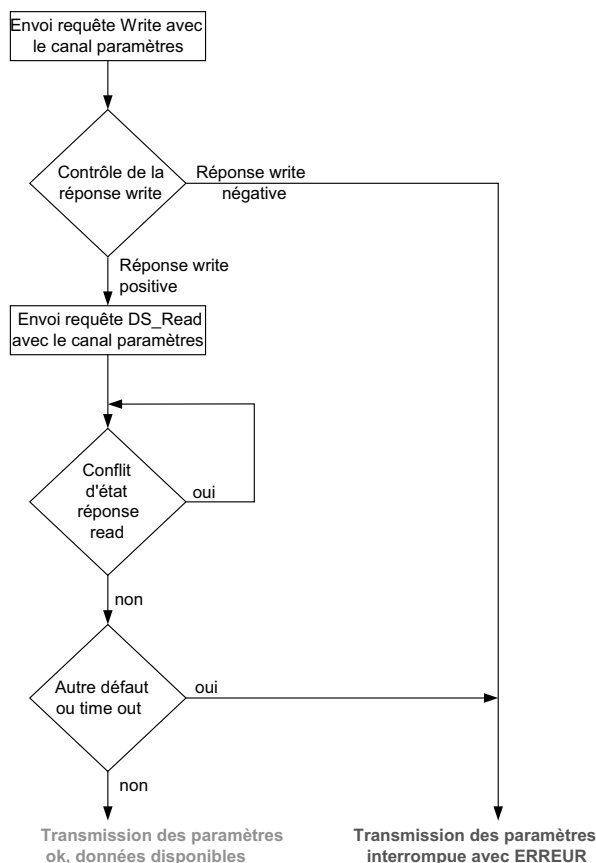 Envoi requête Write avec
le canal paramètres
Contrôle de la
réponse write
Réponse write
négative
Réponse write
positive
Envoi requête DS_Read
avec le canal paramètres
Conflit
d'état
réponse
read
oui
non
Autre défaut
ou time out
oui
non
Transmission des paramètres
ok, données disponibles
Transmission des paramètres
interrompue avec ERREUR